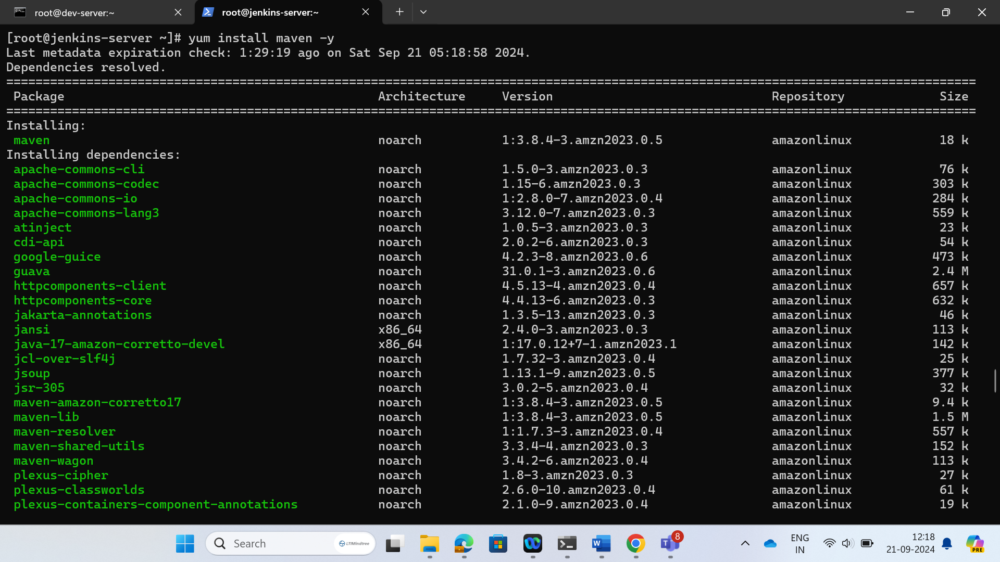 root@dev-server:~
root@jenkins-server:~
[root@jenkins-server ~]# yum install maven -y
Last metadata expiration check: 1:29:19 ago on Sat Sep 21 05:18:58 2024.
Dependencies resolved.
=====================================================================================================================================
Package Architecture Version Repository Size
=====================================================================================================================================
Installing:
maven noarch 1:3.8.4-3.amzn2023.0.5 amazonlinux 18 k
Installing dependencies:
apache-commons-cli noarch 1.5.0-3.amzn2023.0.3 amazonlinux 76 k
apache-commons-codec noarch 1.15-6.amzn2023.0.3 amazonlinux 303 k
apache-commons-io noarch 1:2.8.0-7.amzn2023.0.4 amazonlinux 284 k
apache-commons-lang3 noarch 3.12.0-7.amzn2023.0.3 amazonlinux 559 k
atinject noarch 1.0.5-3.amzn2023.0.3 amazonlinux 23 k
cdi-api noarch 2.0.2-6.amzn2023.0.3 amazonlinux 54 k
google-guice noarch 4.2.3-8.amzn2023.0.6 amazonlinux 473 k
guava noarch 31.0.1-3.amzn2023.0.6 amazonlinux 2.4 M
httpcomponents-client noarch 4.5.13-4.amzn2023.0.4 amazonlinux 657 k
httpcomponents-core noarch 4.4.13-6.amzn2023.0.3 amazonlinux 632 k
jakarta-annotations noarch 1.3.5-13.amzn2023.0.3 amazonlinux 46 k
jansi x86_64 2.4.0-3.amzn2023.0.3 amazonlinux 113 k
java-17-amazon-corretto-devel x86_64 1:17.0.12+7-1.amzn2023.1 amazonlinux 142 k
jcl-over-slf4j noarch 1.7.32-3.amzn2023.0.4 amazonlinux 25 k
jsoup noarch 1.13.1-9.amzn2023.0.5 amazonlinux 377 k
jsr-305 noarch 3.0.2-5.amzn2023.0.4 amazonlinux 32 k
maven-amazon-corretto17 noarch 1:3.8.4-3.amzn2023.0.5 amazonlinux 9.4 k
maven-lib noarch 1:3.8.4-3.amzn2023.0.5 amazonlinux 1.5 M
maven-resolver noarch 1:1.7.3-3.amzn2023.0.4 amazonlinux 557 k
maven-shared-utils noarch 3.3.4-4.amzn2023.0.3 amazonlinux 152 k
maven-wagon noarch 3.4.2-6.amzn2023.0.4 amazonlinux 113 k
plexus-cipher noarch 1.8-3.amzn2023.0.3 amazonlinux 27 k
plexus-classworlds noarch 2.6.0-10.amzn2023.0.4 amazonlinux 61 k
plexus-containers-component-annotations noarch 2.1.0-9.amzn2023.0.4 amazonlinux 19 k
Search
LTIMindtree
W
T
8
ENG
IN
12:18
21-09-2024
PRE